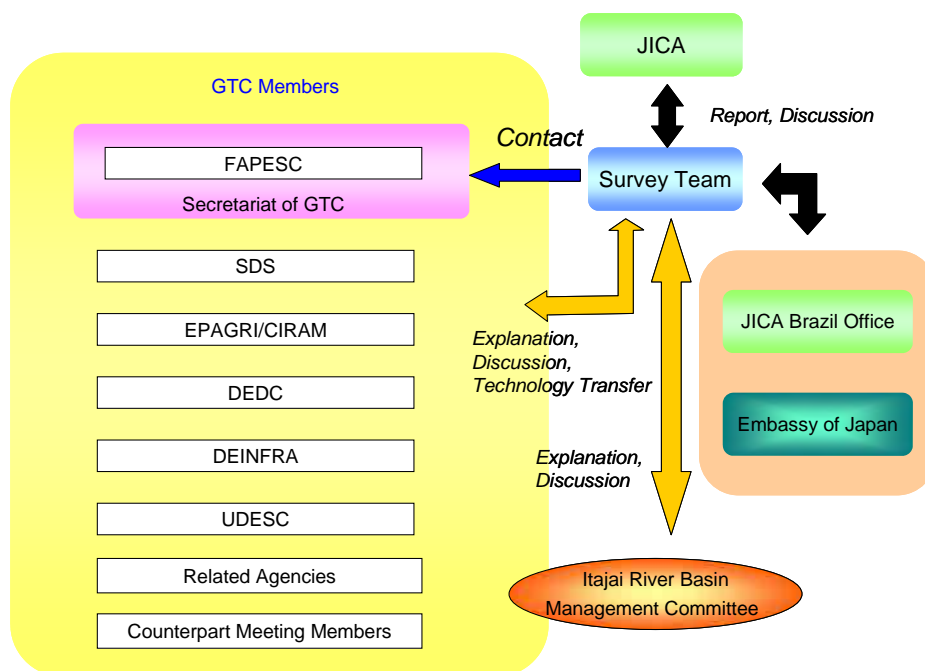 JICA
GTC Members
Report, Discussion
Contact
FAPESC
Secretariat of GTC
Survey Team
SDS
EPAGRI/CIRAM
DEDC
DEINFRA
UDESC
Related Agencies
Counterpart Meeting Members
Explanation,
Discussion,
Technology Transfer
Explanation,
Discussion
JICA Brazil Office
Embassy of Japan
Itajai River Basin
Management Committee